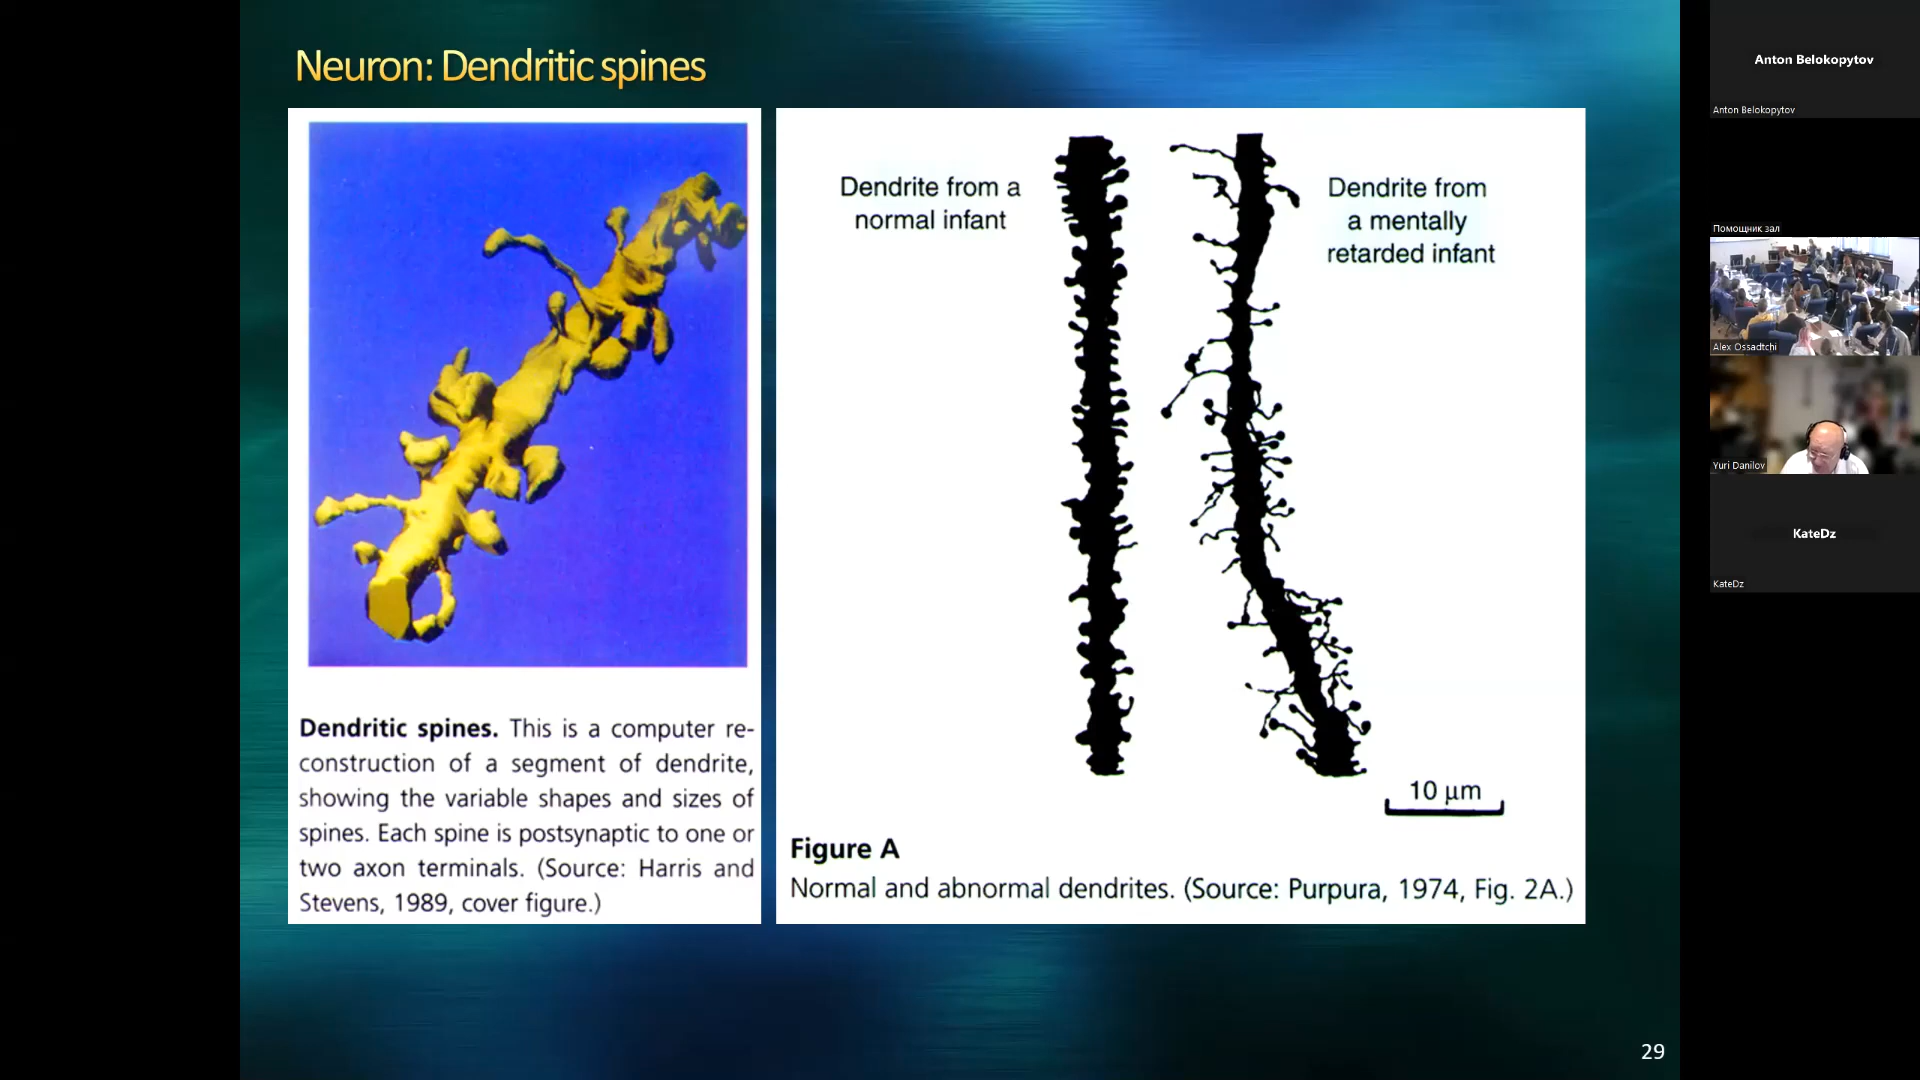 Neuron: Dendritic spines
Dendritic spines. This is a computer re-
construction of a segment of dendrite,
showing the variable shapes and sizes of
spines. Each spine is postsynaptic to one or
two axon terminals. (Source: Harris and
Stevens, 1989, cover figure.)
Dendrite from a
normal infant
Dendrite from
a mentally
retarded infant
10 μm
Figure A
Normal and abnormal dendrites. (Source: Purpura, 1974, Fig. 2A.)
29
Anton Belokopytov
Anton Belokopytov
Помощник зал
Alex Ossadtchi
Yuri Danilov
KateDz
KateDz